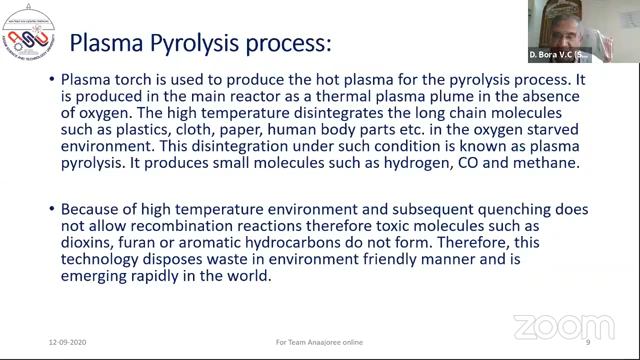 Plasma Pyrolysis process:
D. Bora V.C (S...
• Plasma torch is used to produce the hot plasma for the pyrolysis process. It
is produced in the main reactor as a thermal plasma plume in the absence
of oxygen. The high temperature disintegrates the long chain molecules
such as plastics, cloth, paper, human body parts etc. in the oxygen starved
environment. This disintegration under such condition is known as plasma
pyrolysis. It produces small molecules such as hydrogen, CO and methane.
• Because of high temperature environment and subsequent quenching does
not allow recombination reactions therefore toxic molecules such as
dioxins, furan or aromatic hydrocarbons do not form. Therefore, this
technology disposes waste in environment friendly manner and is
emerging rapidly in the world.
zoom
12-09-2020 For Team Anaajoree online 9